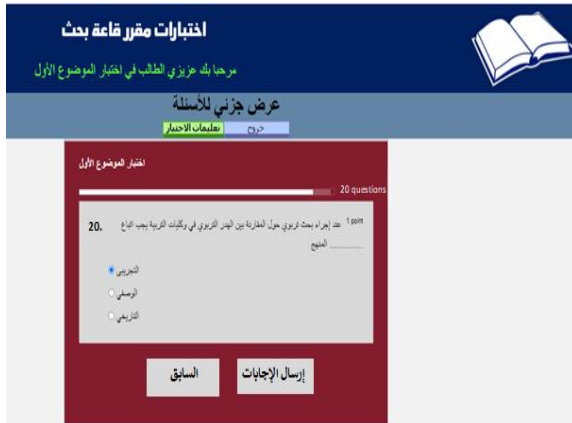 اختبارات مقرر قاعة بحث
مرحبا بك عزيزي الطالب في اختبار الموضوع الأول
عرض جزئي للأسئلة
خروج
تعليمات الاختبار
اختبار الموضوع الأول
20 questions
20. عند إجراء بحث تربوي حول المقارنة بين الهدر التربوي في وكليات التربية يجب اتباع 1 point
المنهج ..............
التجريبى
الوصفي
التاريخي
إرسال الإجابات
السابق